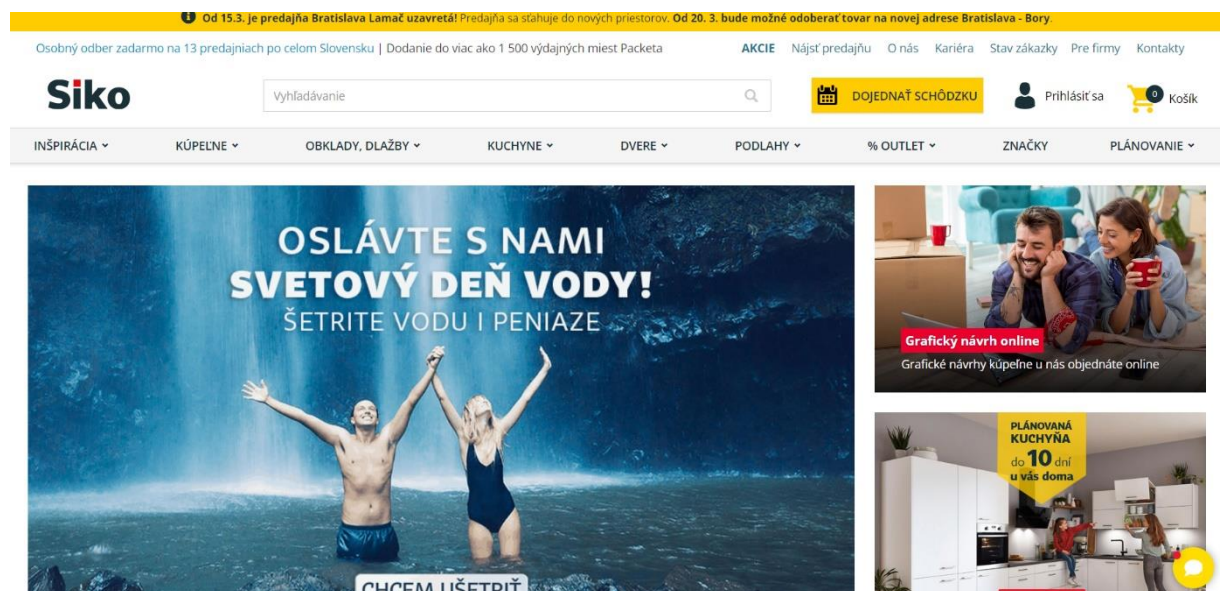 Od 15.3. je predajňa Bratislava Lamač uzavretá! Predajňa sa sťahuje do nových priestorov. Od 20. 3. bude možné odoberať tovar na novej adrese Bratislava - Bory.
Osobný odber zadarmo na 13 predajniach po celom Slovensku | Dodanie do viac ako 1 500 výdajných miest Packeta
AKCIE Nájsť predajňu O nás Kariéra Stav zákazky Pre firmy Kontakty
Siko
Vyhľadávanie
DOJEDNAŤ SCHÔDZKU
Prihlásiť sa
0
Košík
INŠPIRÁCIA KÚPEĽNE OBKLADY, DLAŽBY KUCHYNE DVERE PODLAHY % OUTLET ZNAČKY PLÁNOVANIE
OSLÁVTE S NAMI
SVETOVÝ DEŇ VODY!
ŠETRITE VODU I PENIAZE
CHCEM UŠETRIŤ
Grafický návrh online
Grafické návrhy kúpeľne u nás objednáte online
PLÁNOVANÁ
KUCHYŇA
do 10 dní
u vás doma